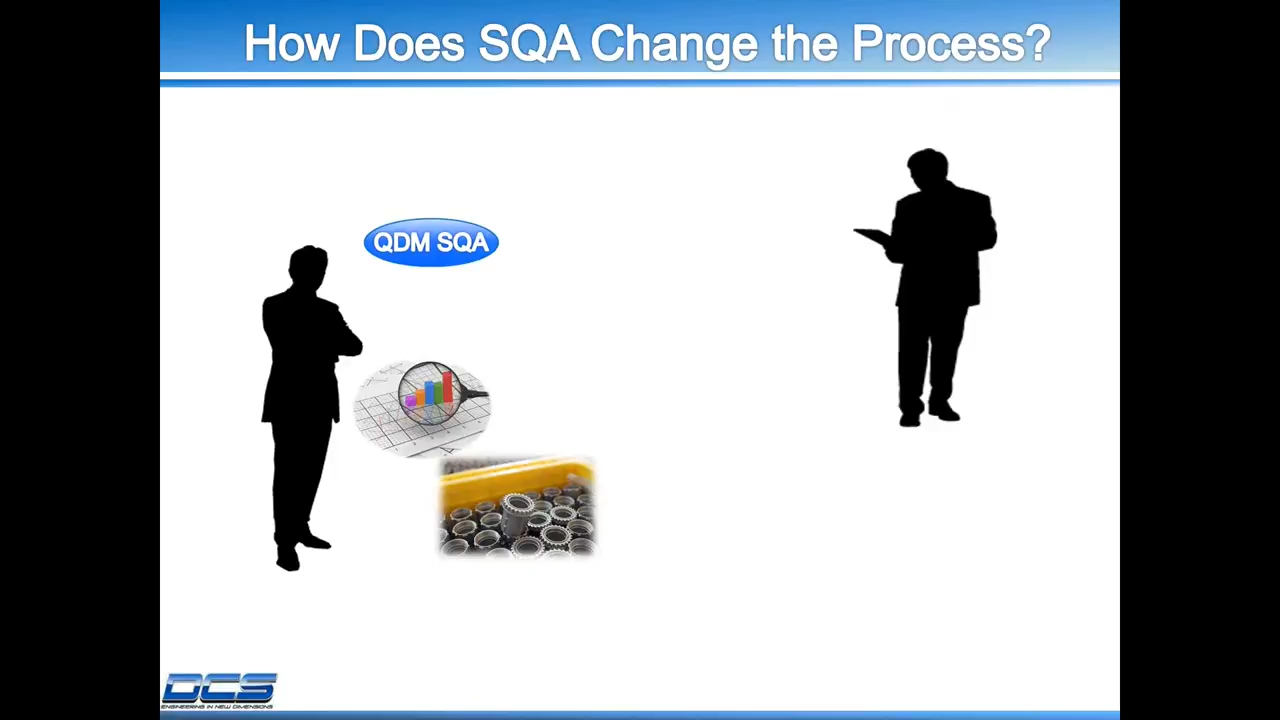 How Does SQA Change the Process?
QDM SQA
DCS
ENGINEERING IN NEW DIMENSIONS